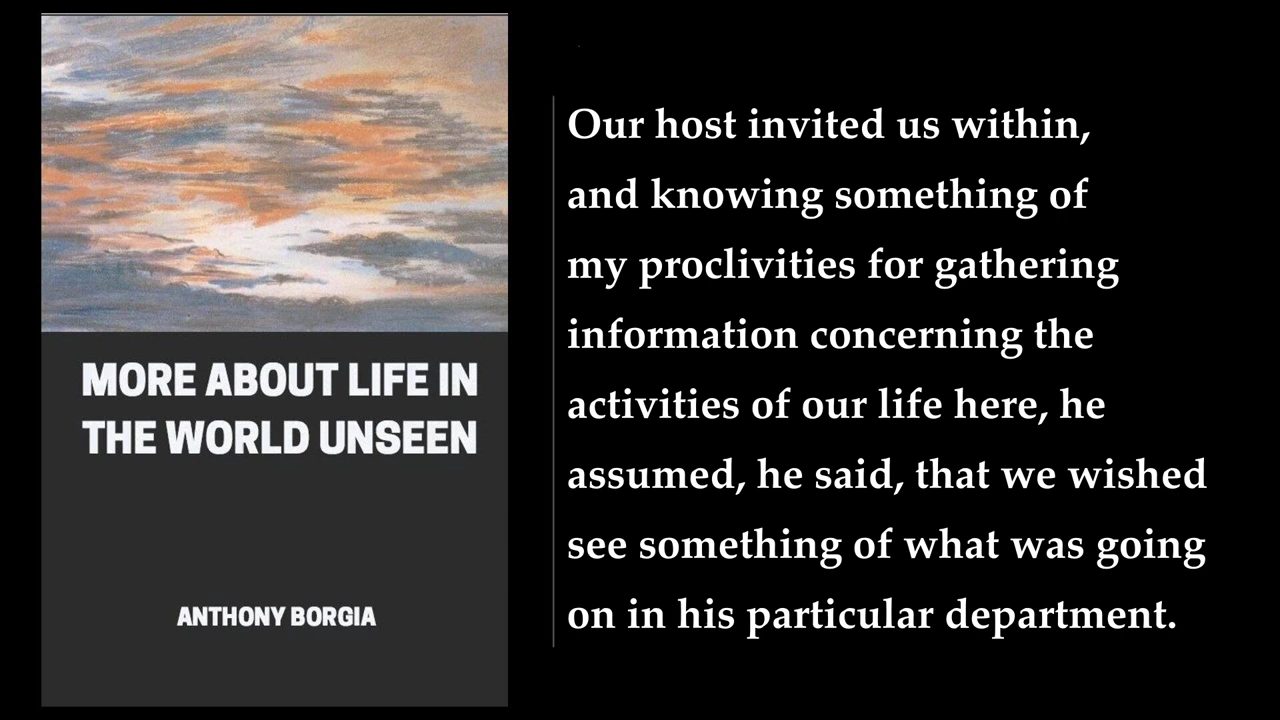 MORE ABOUT LIFE IN
THE WORLD UNSEEN
ANTHONY BORGIA
Our host invited us within,
and knowing something of
my proclivities for gathering
information concerning the
activities of our life here, he
assumed, he said, that we wished
see something of what was going
on in his particular department.